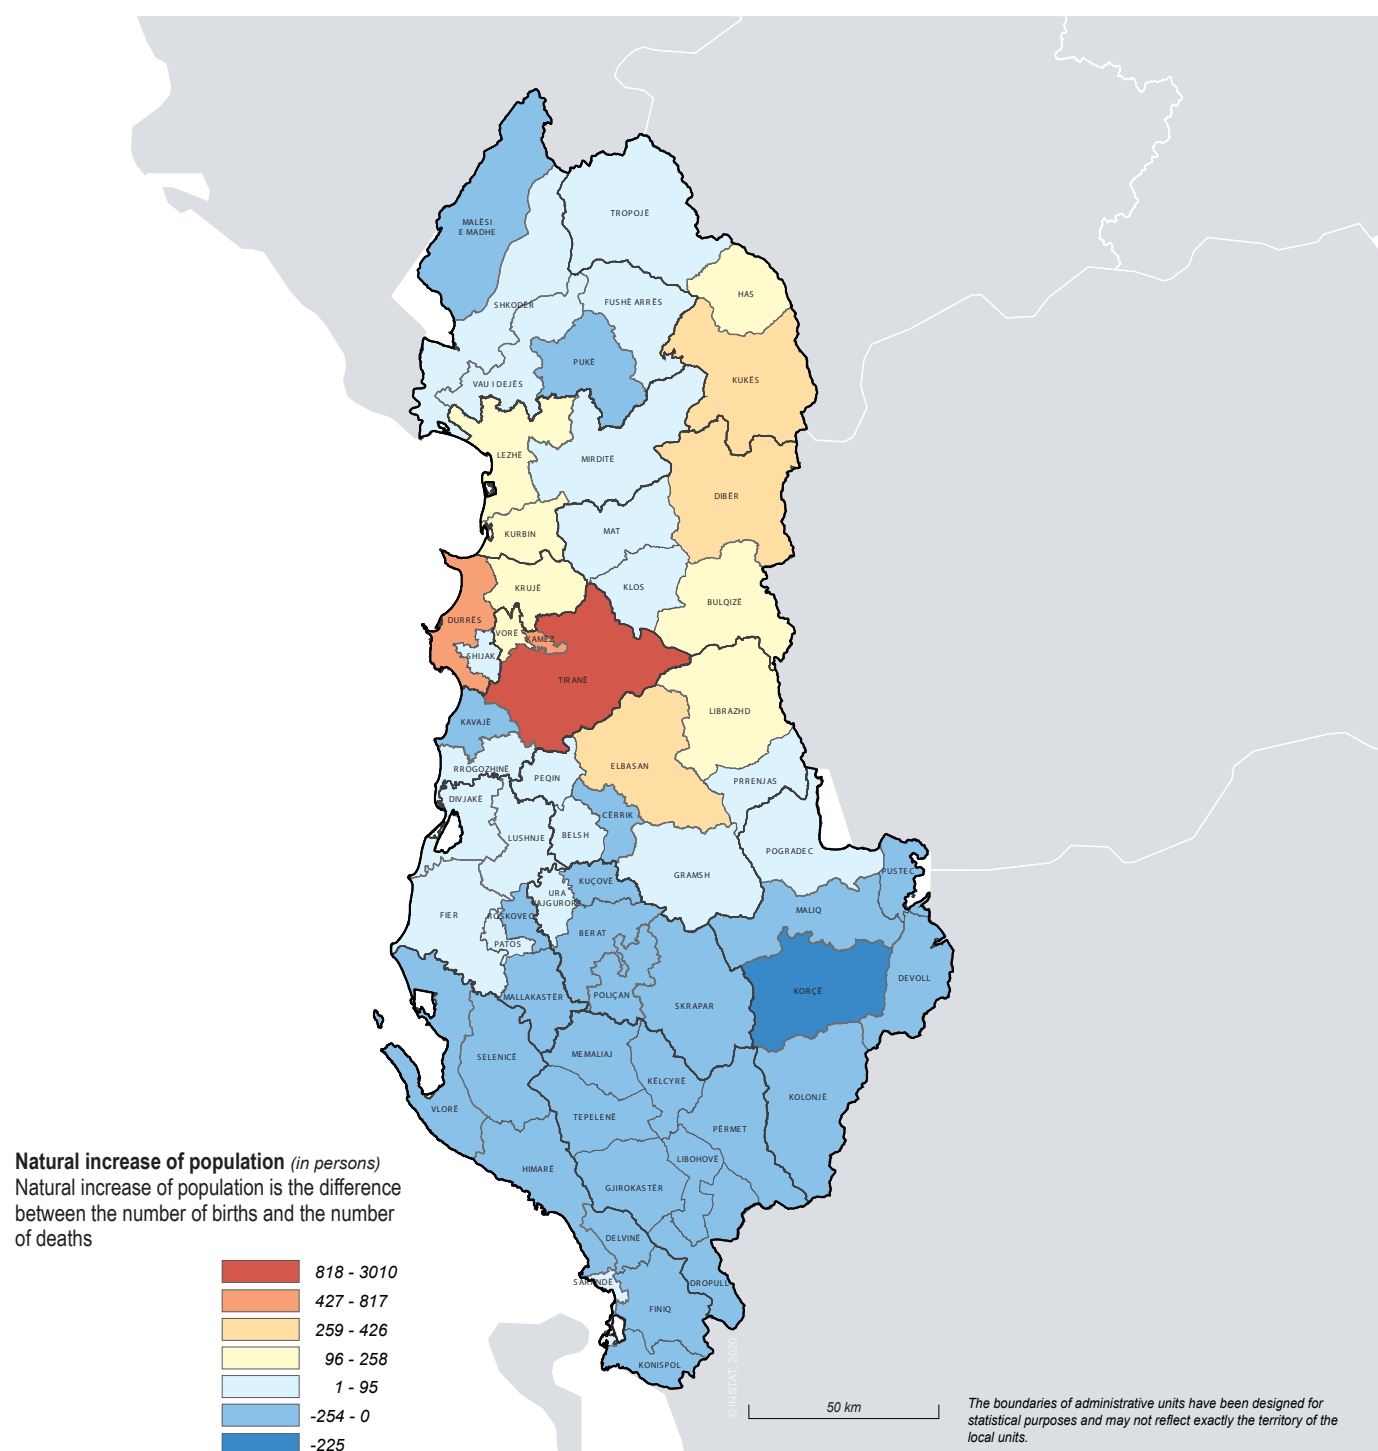 MALËSI
E MADHE
TROPOJË
HAS
SHKODËR
FUSHË ARRËS
PUKË
KUKËS
VAU I DEJËS
LEZHË
MIRDITË
DIBËR
KURBIN
MAT
KRUJË
KLOS
BULQIZË
DURRËS
VORË
KAMËZ
SHIJAK
TIRANË
LIBRAZHD
KAVAJË
RROGOZHINË
PEQIN
ELBASAN
PRRENJAS
DIVJAKË
CËRRIK
LUSHNJE
BELSH
POGRADEC
GRAMSH
PUSTEC
KUÇOVË
URA
VAJGURORE
MALIQ
FIER
ROSKOVEC
BERAT
PATOS
DEVOLL
KORÇË
MALLAKASTËR
POLIÇAN
SKRAPAR
SELENICË
MEMALIAJ
KËLCYRË
KOLONJË
VLORË
TEPELENË
PËRMET
LIBOHOVË
HIMARË
GJIROKASTËR
DELVINË
SARANDË
DROPULL
FINIQ
KONISPOL
Natural increase of population (in persons)
Natural increase of population is the difference
between the number of births and the number
of deaths
818 - 3010
427 - 817
259 - 426
96 - 258
1 - 95
-254 - 0
-225
© INSTAT, 2020
50 km
The boundaries of administrative units have been designed for
statistical purposes and may not reflect exactly the territory of the
local units.